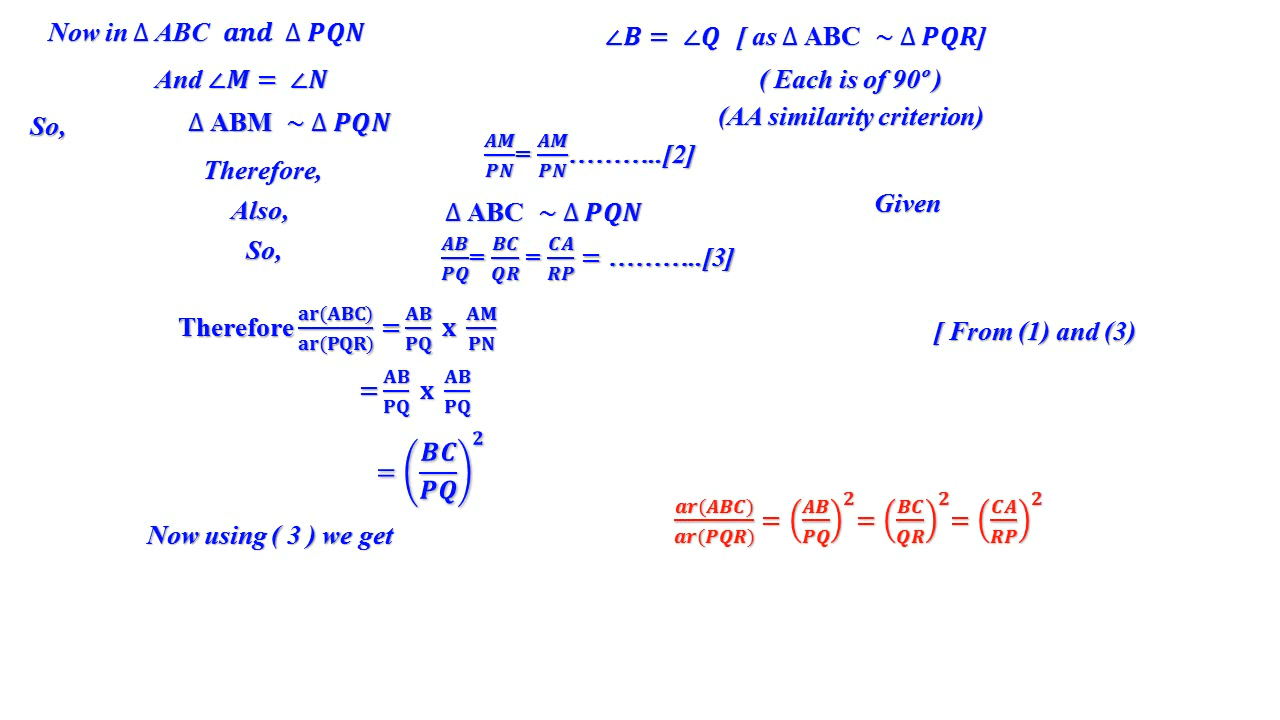 Now in Δ ABC and Δ PQN ∠B = ∠Q [ as Δ ABC ~ Δ PQR]
And ∠M = ∠N ( Each is of 90º )
So, Δ ABM ~ Δ PQN (AA similarity criterion)
Therefore, AM/PN = AM/PN ………..[2]
Also, Δ ABC ~ Δ PQN Given
So, AB/PQ = BC/QR = CA/RP = ………..[3]
Therefore ar(ABC)/ar(PQR) = AB/PQ x AM/PN [ From (1) and (3)
= AB/PQ x AB/PQ
= (BC/PQ)²
Now using ( 3 ) we get ar(ABC)/ar(PQR) = (AB/PQ)² = (BC/QR)² = (CA/RP)²